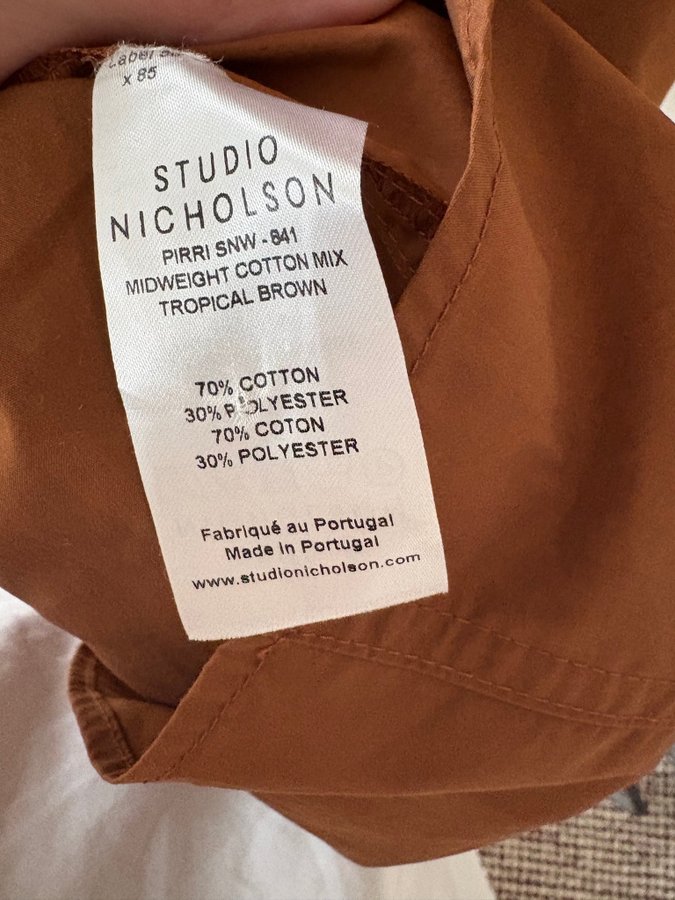 x 85
STUDIO
NICHOLSON
PIRRI SNW - 841
MIDWEIGHT COTTON MIX
TROPICAL BROWN
70% COTTON
30% POLYESTER
70% COTON
30% POLYESTER
Fabriqué au Portugal
Made in Portugal
www.studionicholson.com